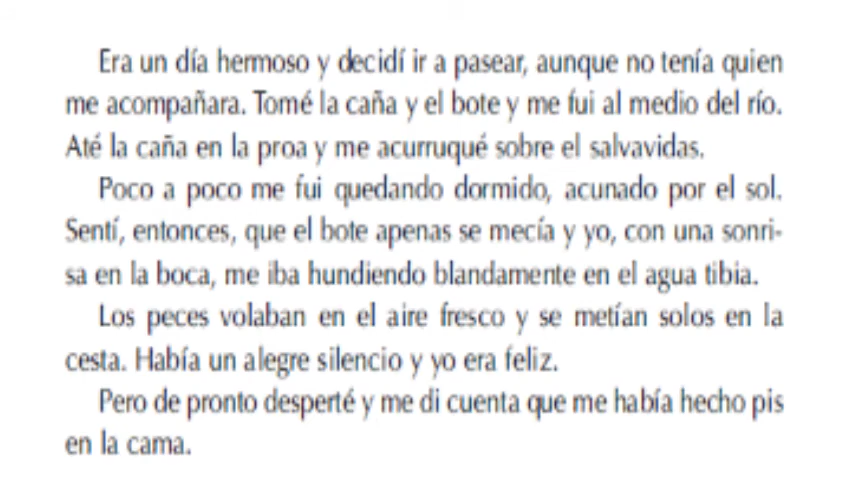 Era un día hermoso y decidí ir a pasear, aunque no tenía quien
me acompañara. Tomé la caña y el bote y me fui al medio del río.
Até la caña en la proa y me acurruqué sobre el salvavidas.
Poco a poco me fui quedando dormido, acunado por el sol.
Sentí, entonces, que el bote apenas se mecía y yo, con una sonri-
sa en la boca, me iba hundiendo blandamente en el agua tibia.
Los peces volaban en el aire fresco y se metían solos en la
cesta. Había un alegre silencio y yo era feliz.
Pero de pronto desperté y me di cuenta que me había hecho pis
en la cama.